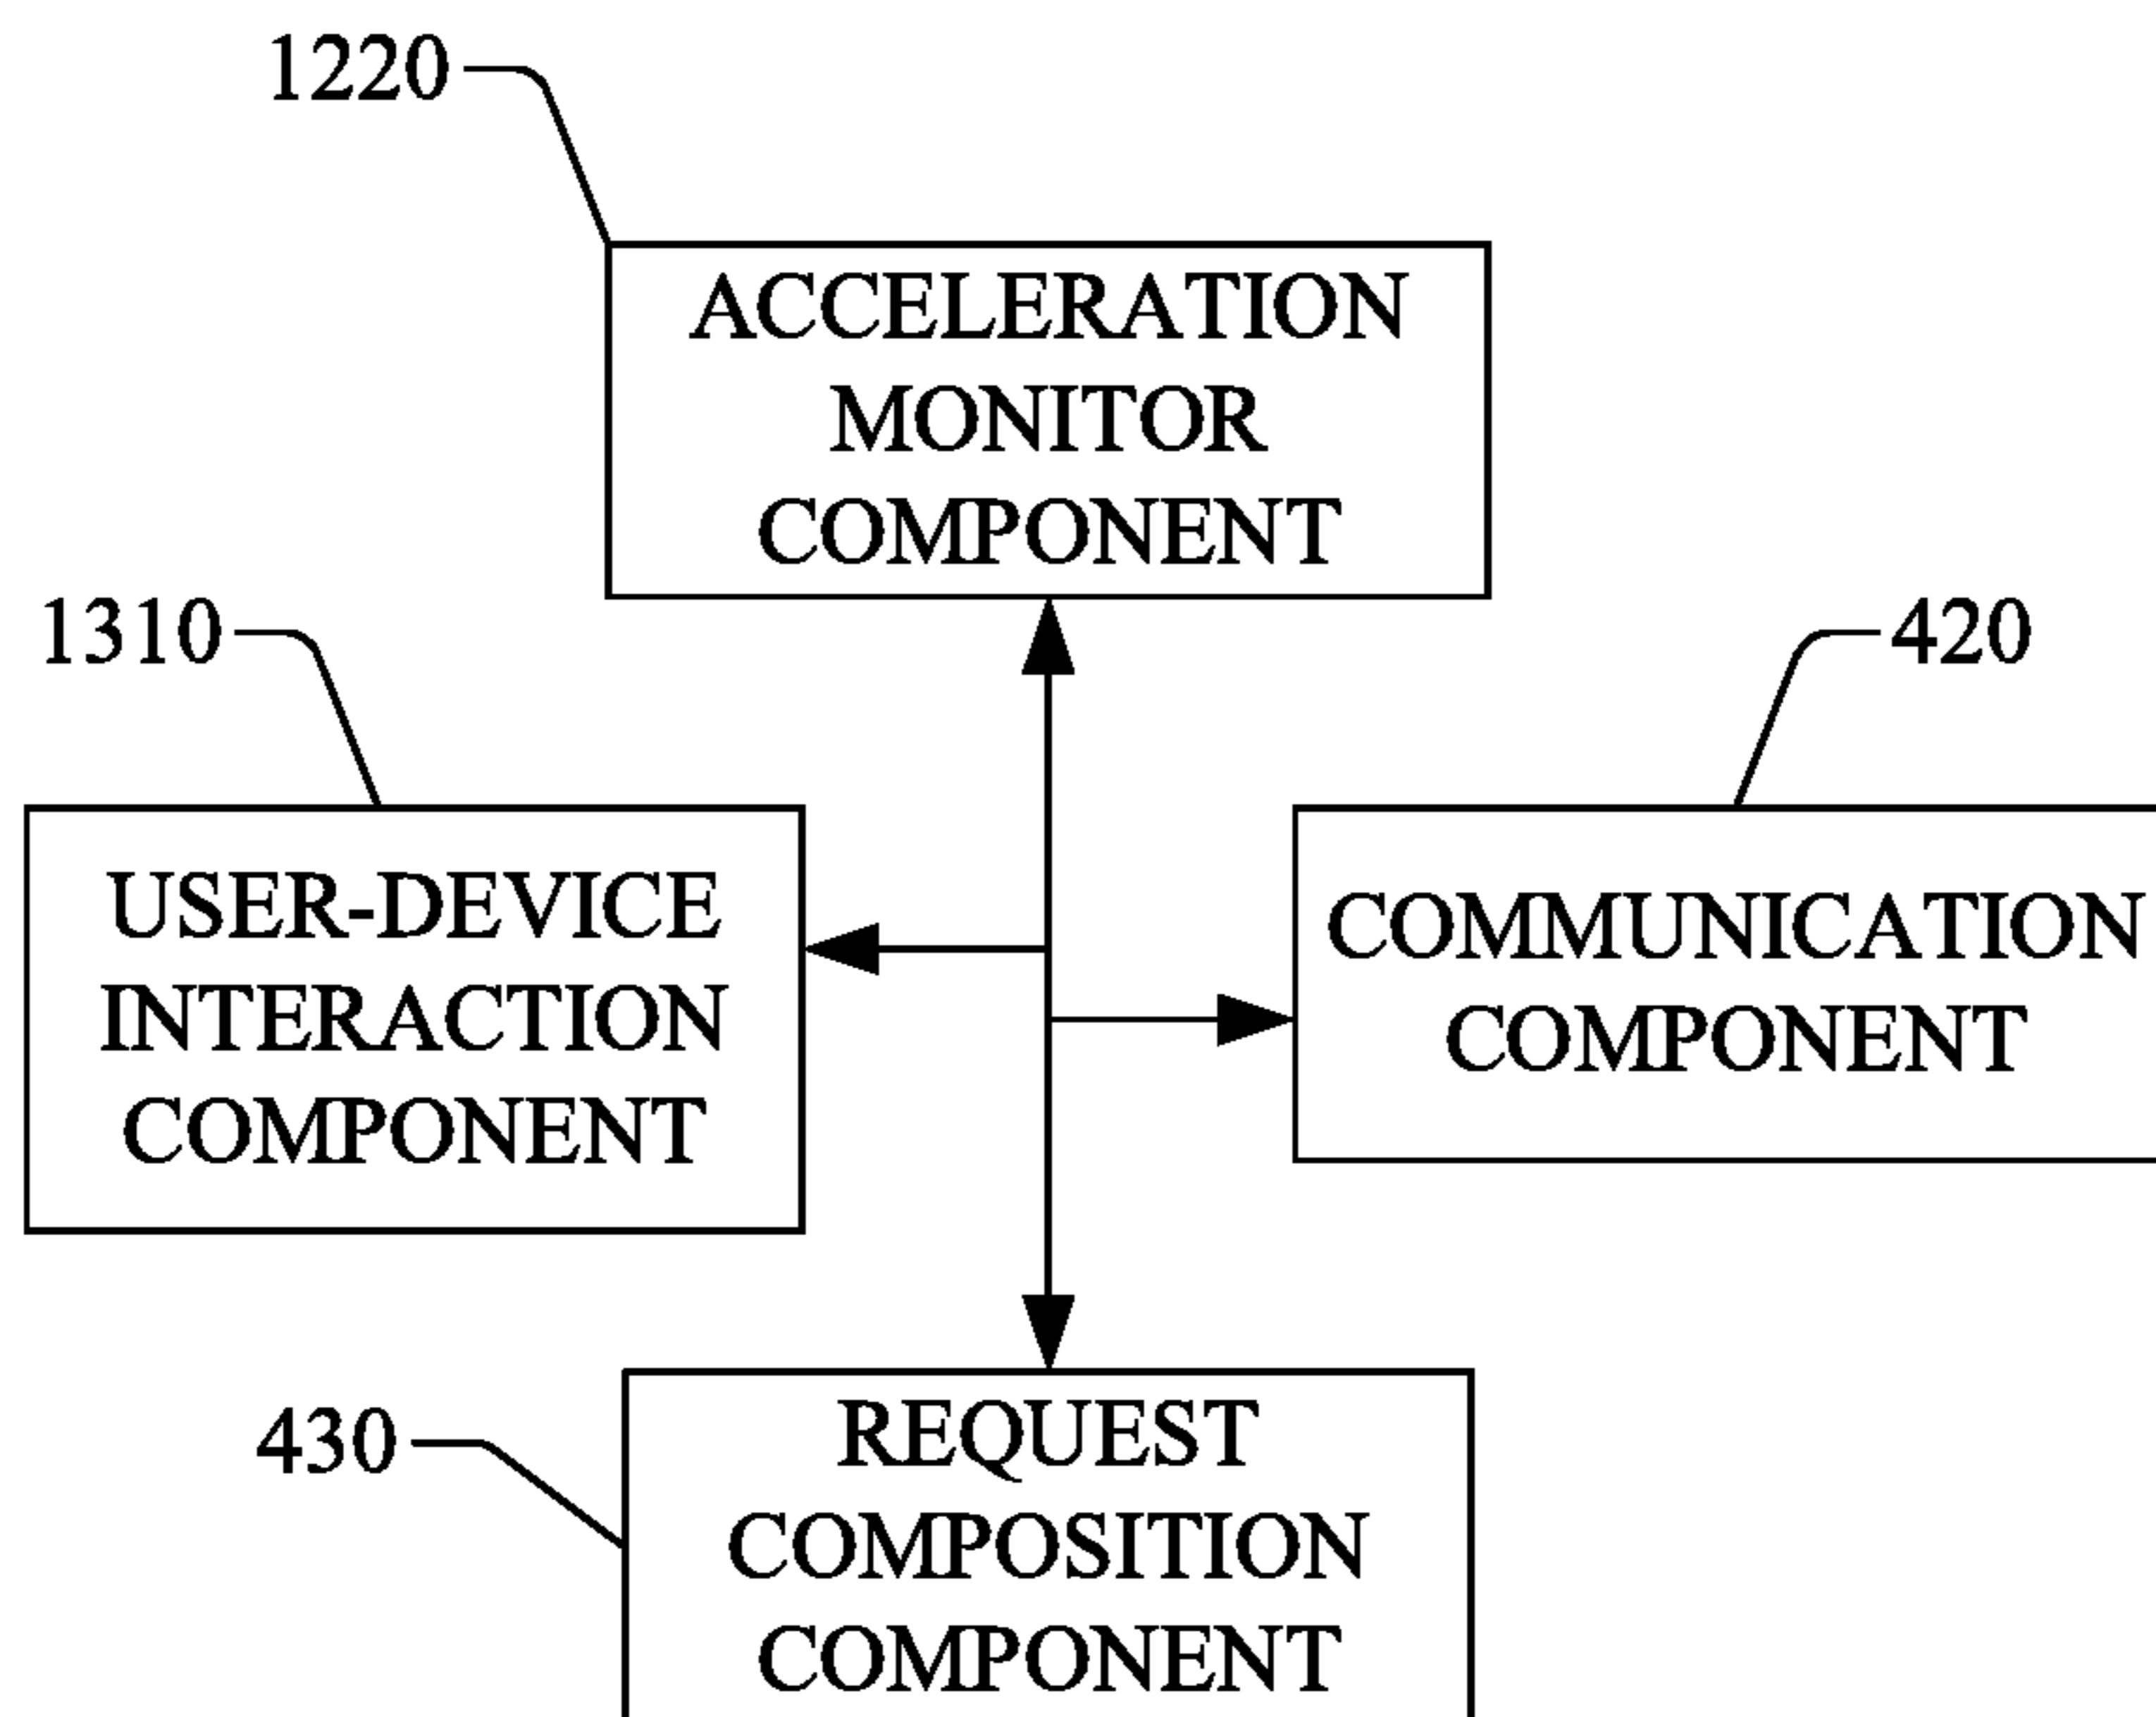 1220
ACCELERATION
MONITOR
COMPONENT
1310
420
USER-DEVICE
INTERACTION
COMPONENT
COMMUNICATION
COMPONENT
430
REQUEST
COMPOSITION
COMPONENT